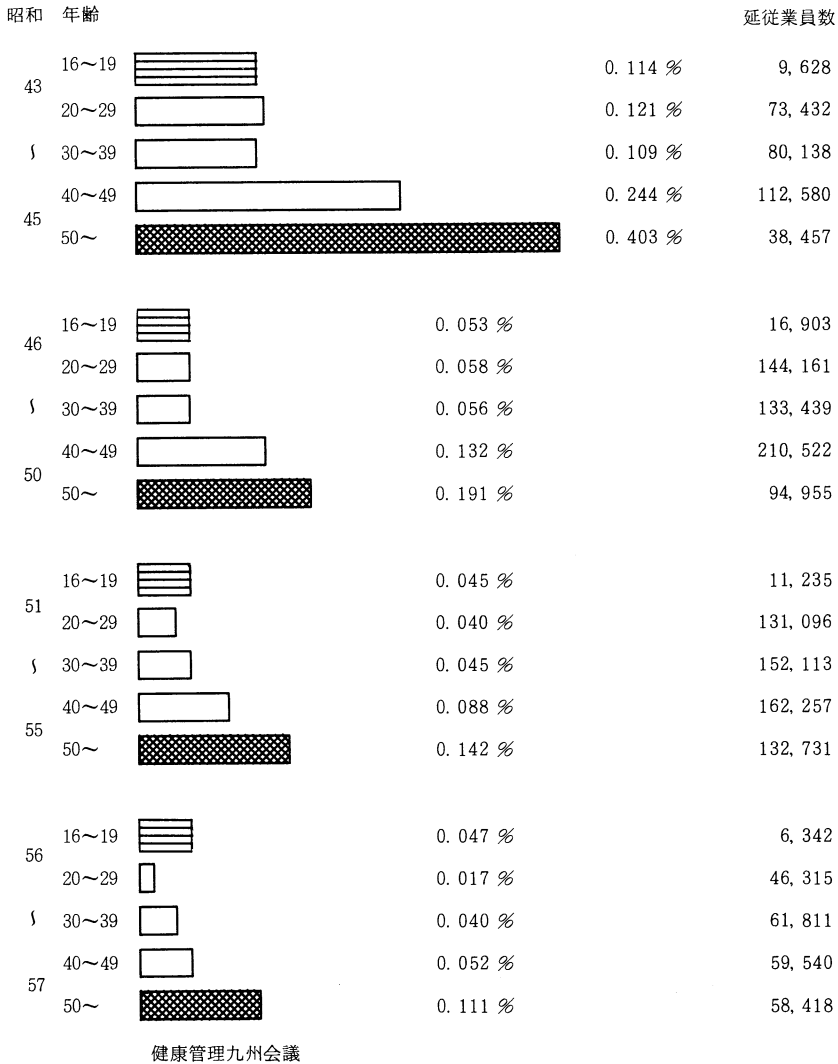 昭和 年齢 延従業員数
16〜19 0.114 % 9,628
43
20〜29 0.121 % 73,432
〜 30〜39 0.109 % 80,138
40〜49 0.244 % 112,580
45
50〜 0.403 % 38,457
16〜19 0.053 % 16,903
46
20〜29 0.058 % 144,161
〜 30〜39 0.056 % 133,439
40〜49 0.132 % 210,522
50
50〜 0.191 % 94,955
16〜19 0.045 % 11,235
51
20〜29 0.040 % 131,096
〜 30〜39 0.045 % 152,113
40〜49 0.088 % 162,257
55
50〜 0.142 % 132,731
16〜19 0.047 % 6,342
56
20〜29 0.017 % 46,315
〜 30〜39 0.040 % 61,811
40〜49 0.052 % 59,540
57
50〜 0.111 % 58,418
健康管理九州会議